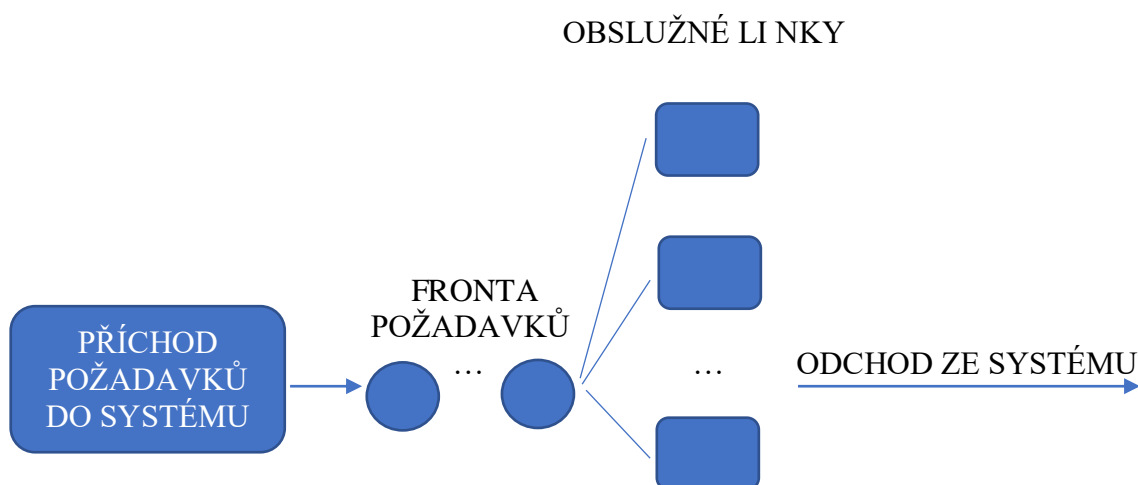 OBSLUŽNÉ LI NKY
PŘÍCHOD
POŽADAVKŮ
DO SYSTÉMU
FRONTA
POŽADAVKŮ
…
…
ODCHOD ZE SYSTÉMU